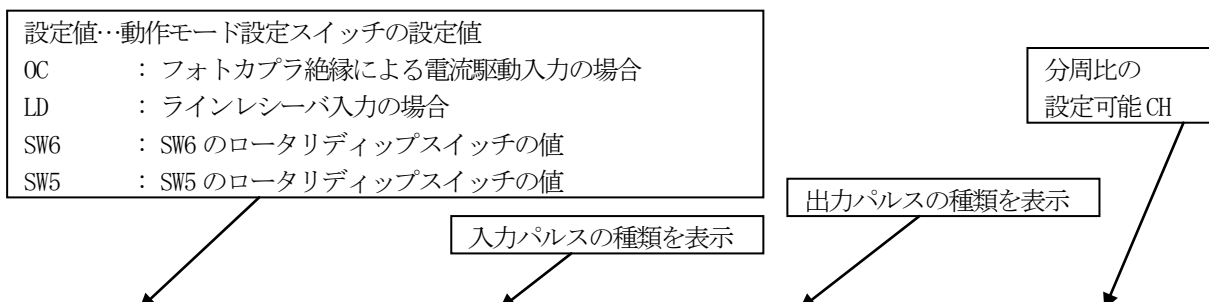 設定値…動作モード設定スイッチの設定値
OC : フォトカプラ絶縁による電流駆動入力の場合
LD : ラインレシーバ入力の場合
SW6 : SW6 のロータリディップスイッチの値
SW5 : SW5 のロータリディップスイッチの値
入力パルスの種類を表示
出力パルスの種類を表示
分周比の
設定可能 CH